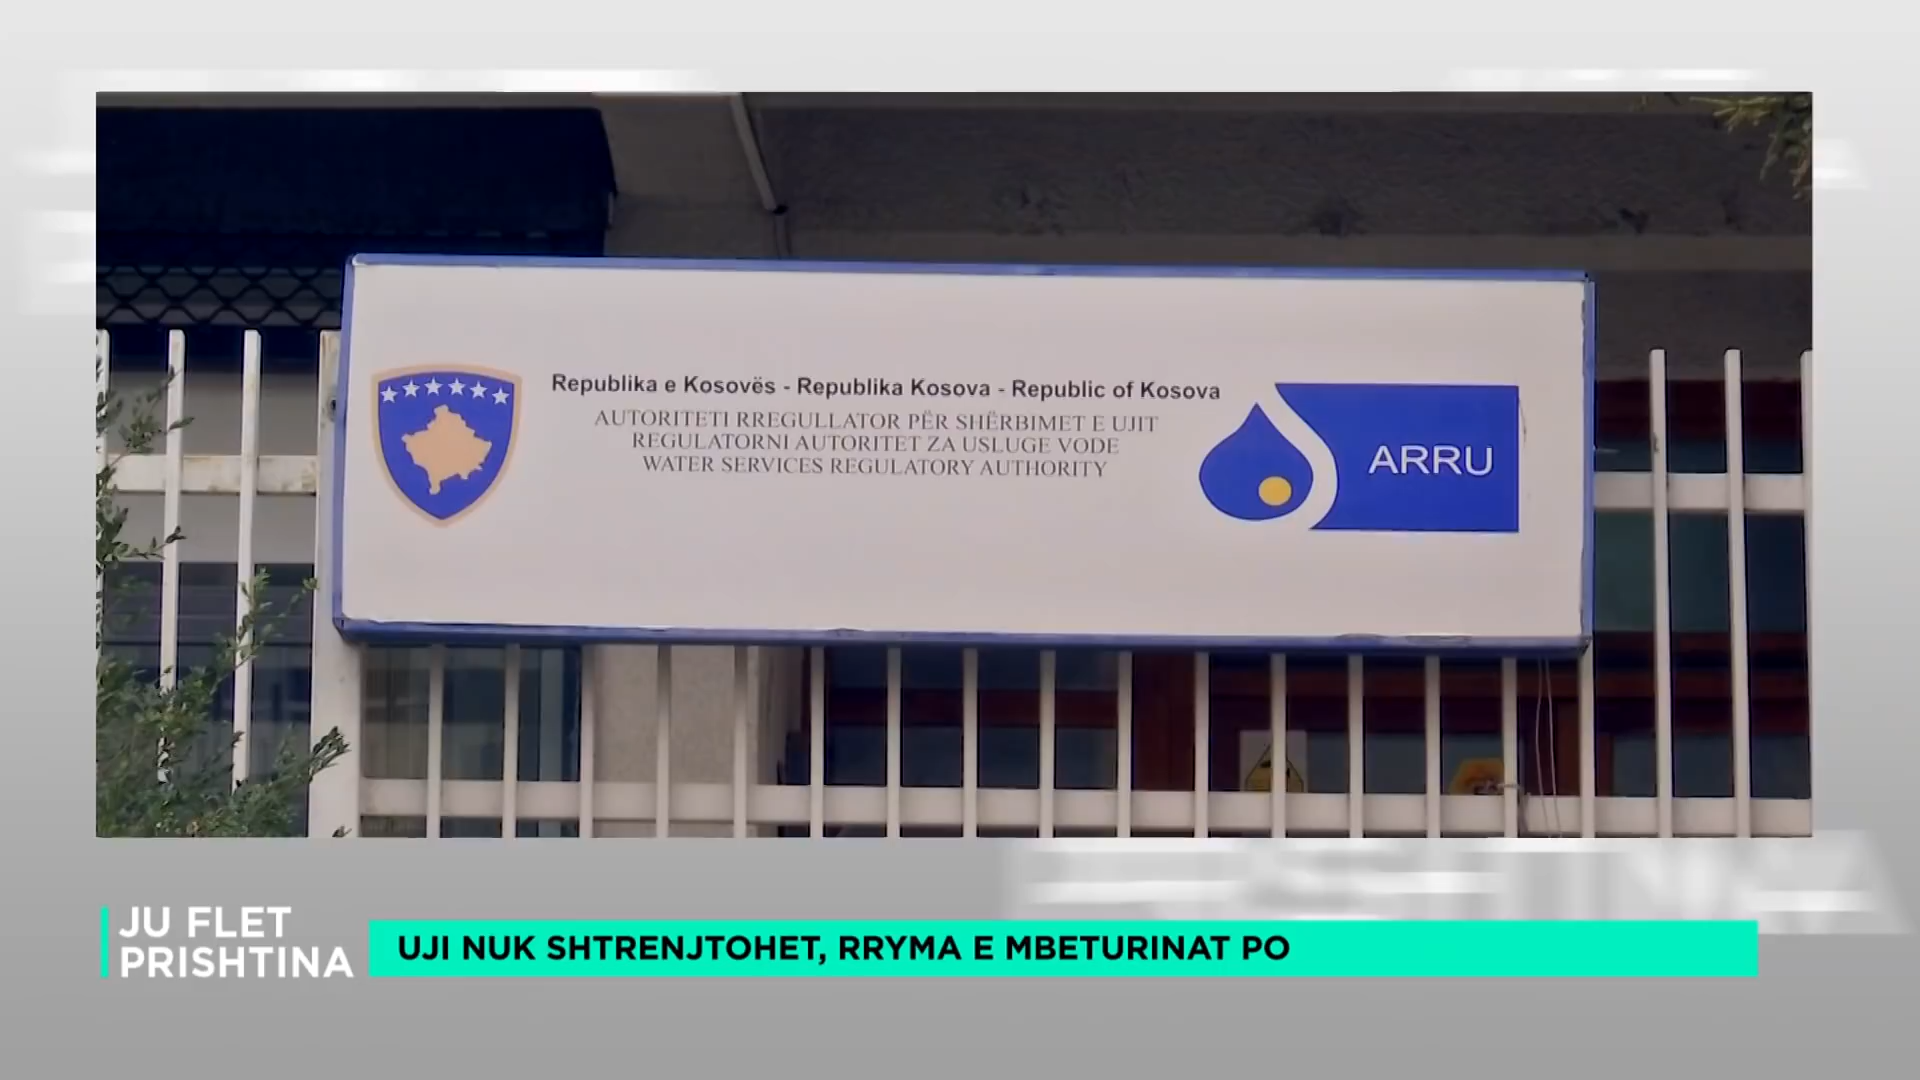 Republika e Kosovës - Republika Kosova - Republic of Kosova
AUTORITETI RREGULLATOR PËR SHËRBIMET E UJIT
REGULATORNI AUTORITET ZA USLUGE VODE
WATER SERVICES REGULATORY AUTHORITY
ARRU
JU FLET
PRISHTINA
UJI NUK SHTRENJTOHET, RRYMA E MBETURINAT PO